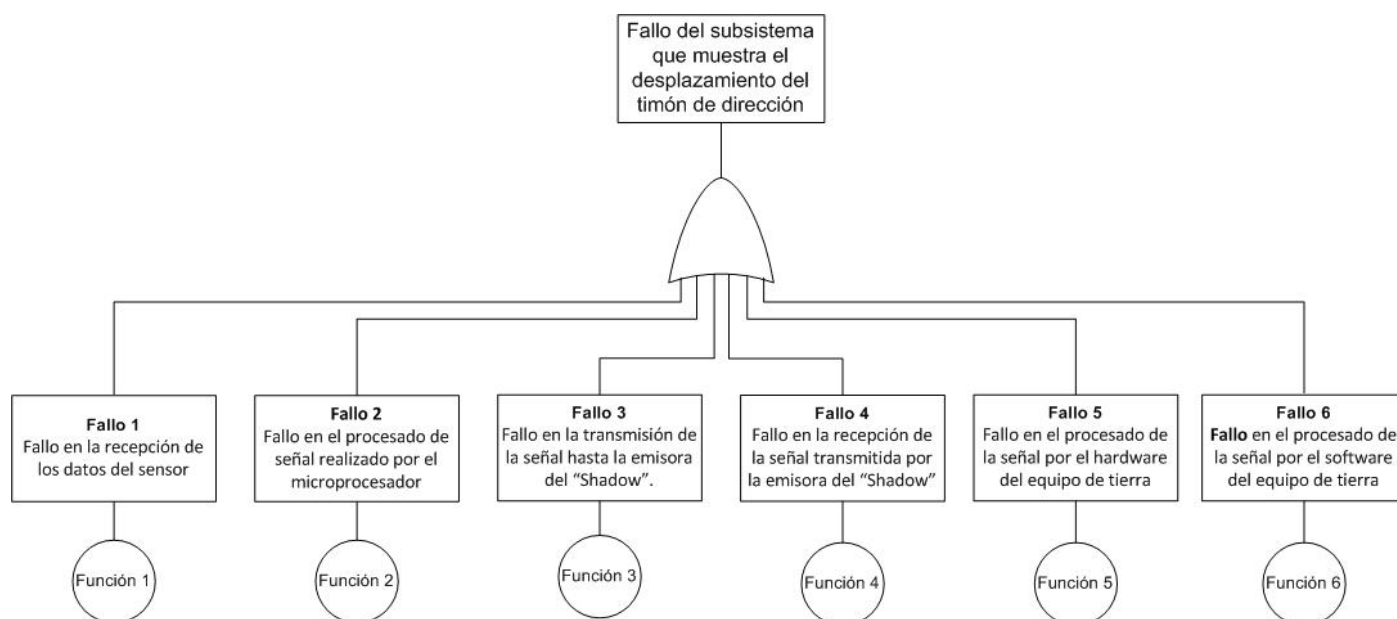 Fallo del subsistema
que muestra el
desplazamiento del
timón de dirección
Fallo 1
Fallo en la recepción de
los datos del sensor
Fallo 2
Fallo en el procesado de
señal realizado por el
microprocesador
Fallo 3
Fallo en la transmisión de
la señal hasta la emisora
del “Shadow”.
Fallo 4
Fallo en la recepción de
la señal transmitida por
la emisora del “Shadow”
Fallo 5
Fallo en el procesado de
la señal por el hardware
del equipo de tierra
Fallo 6
Fallo en el procesado de
la señal por el software
del equipo de tierra
Función 1
Función 2
Función 3
Función 4
Función 5
Función 6